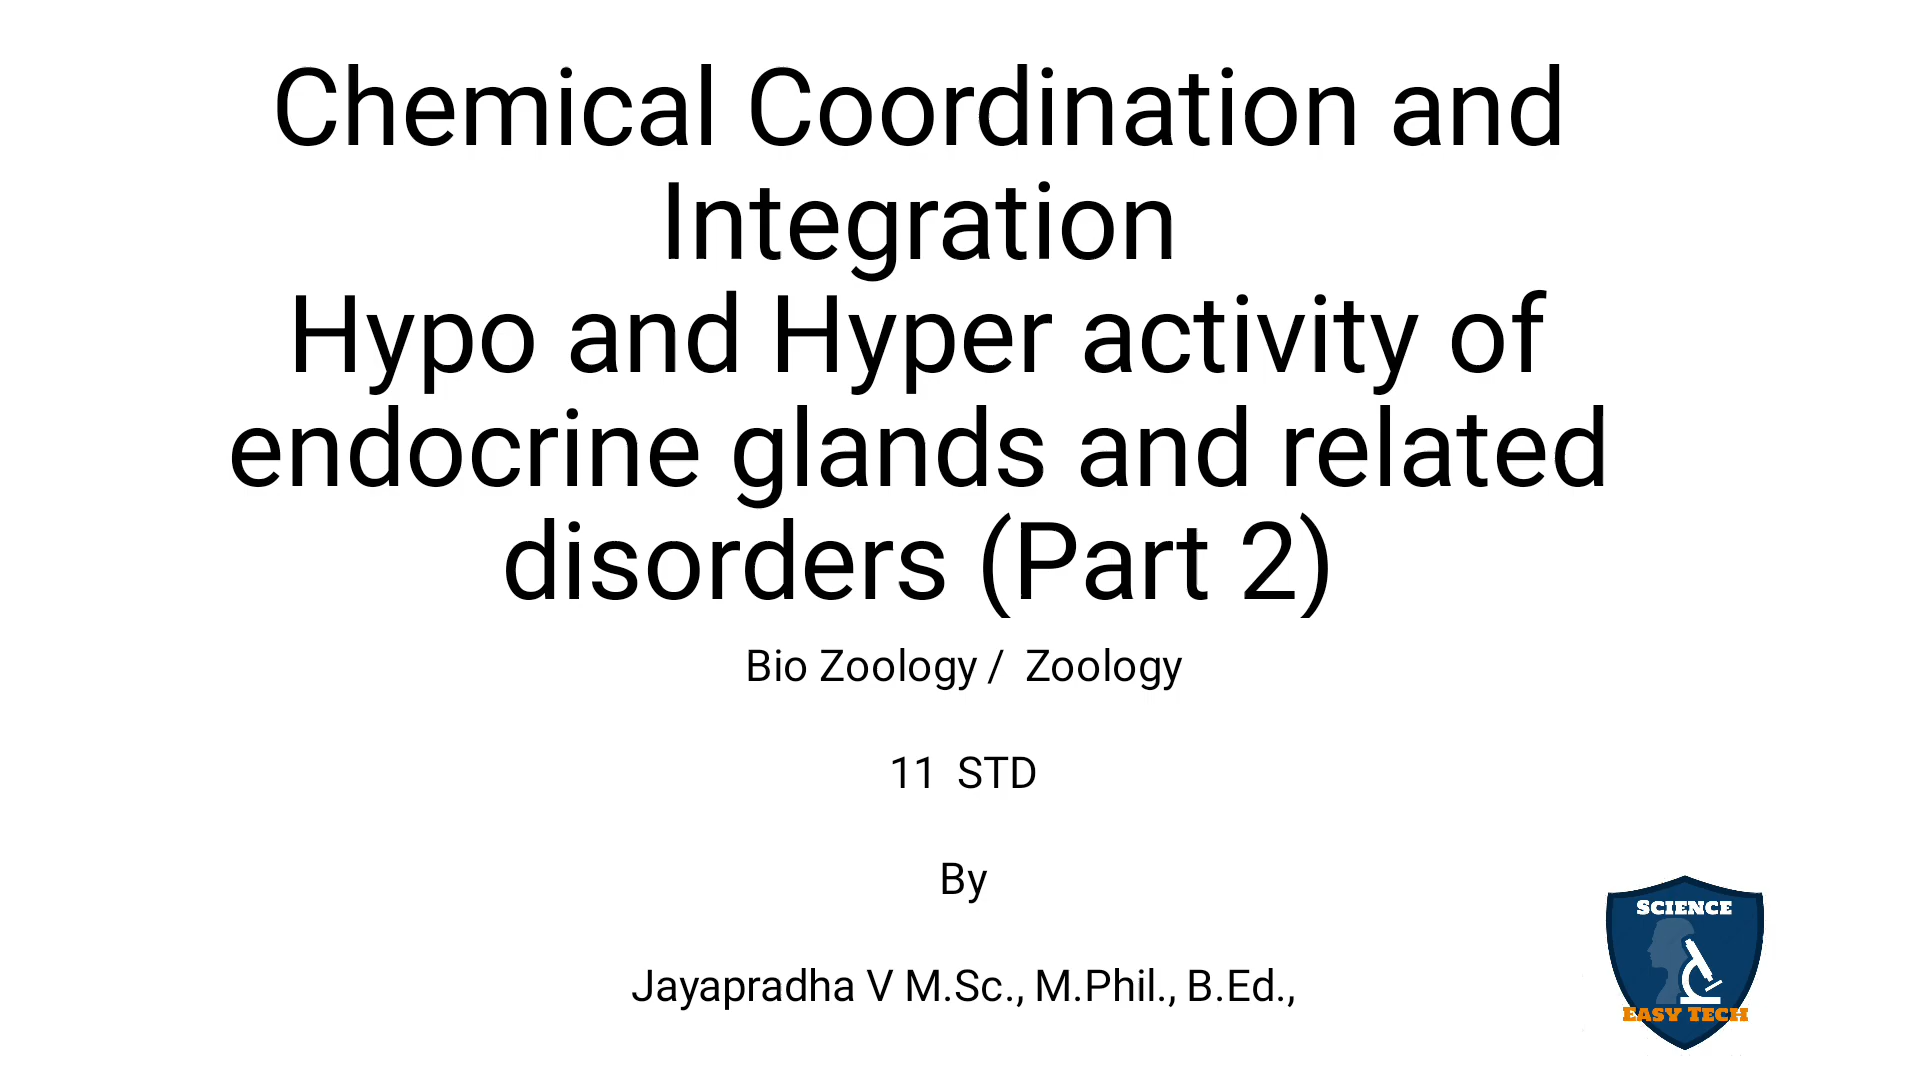 Chemical Coordination and
Integration
Hypo and Hyper activity of
endocrine glands and related
disorders (Part 2)
Bio Zoology /  Zoology
11  STD
By
Jayapradha V M.Sc., M.Phil., B.Ed.,
SCIENCE
EASY TECH